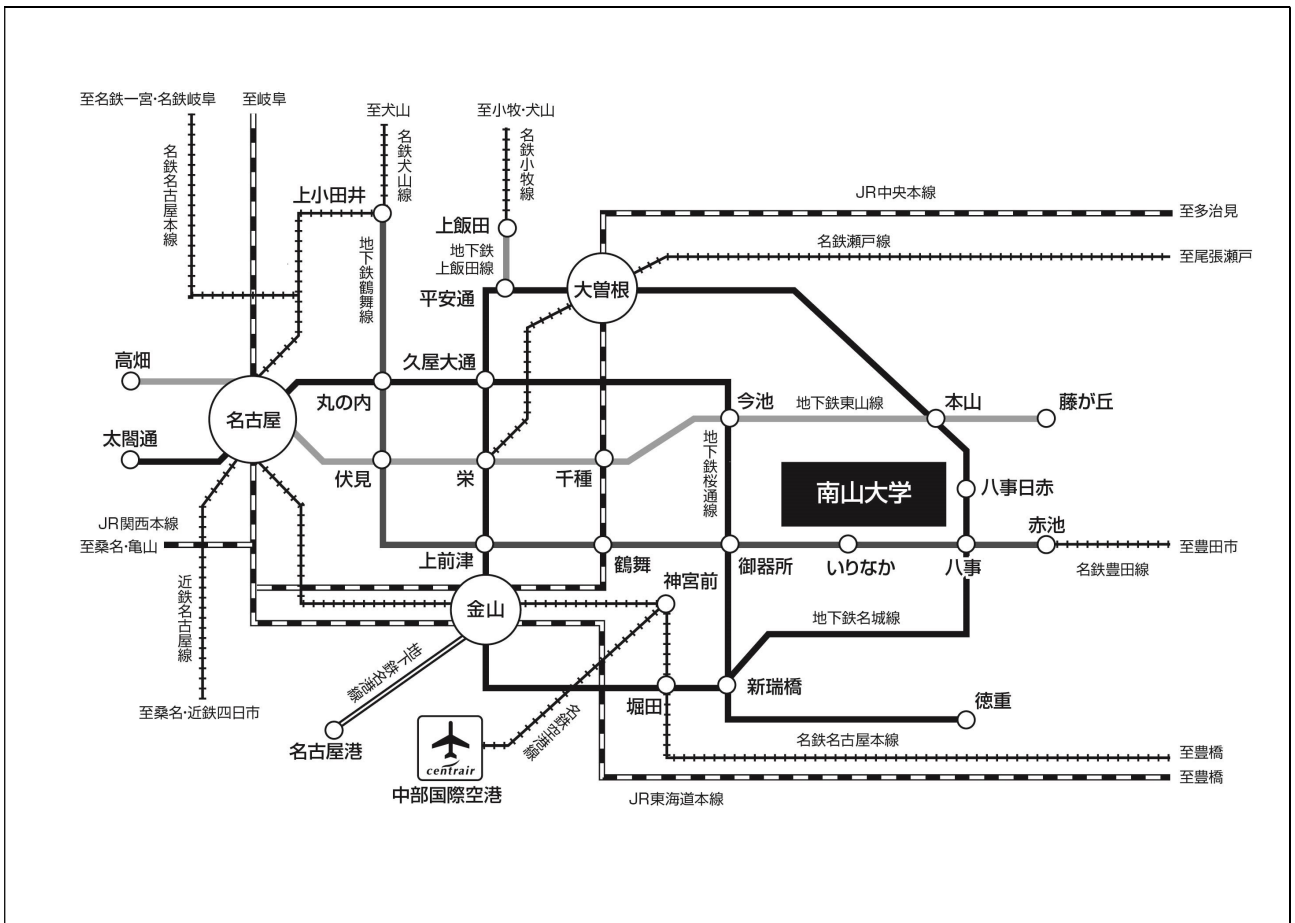 至名鉄一宮・名鉄岐阜
至岐阜
至犬山
至小牧・犬山
名鉄名古屋本線
名鉄犬山線
名鉄小牧線
JR中央本線
至多治見
上小田井
上飯田
名鉄瀬戸線
至尾張瀬戸
地下鉄鶴舞線
地下鉄
上飯田線
平安通
大曽根
高畑
久屋大通
丸の内
名古屋
今池
地下鉄東山線
本山
藤が丘
太閤通
伏見
栄
千種
地下鉄桜通線
南山大学
八事日赤
JR関西本線
至桑名・亀山
赤池
至豊田市
上前津
鶴舞
御器所
いりなか
八事
名鉄豊田線
近鉄名古屋線
神宮前
金山
地下鉄名城線
地下鉄名港線
至桑名・近鉄四日市
堀田
新瑞橋
徳重
名古屋港
名鉄空港線
名鉄名古屋本線
至豊橋
centrair
中部国際空港
至豊橋
JR東海道本線